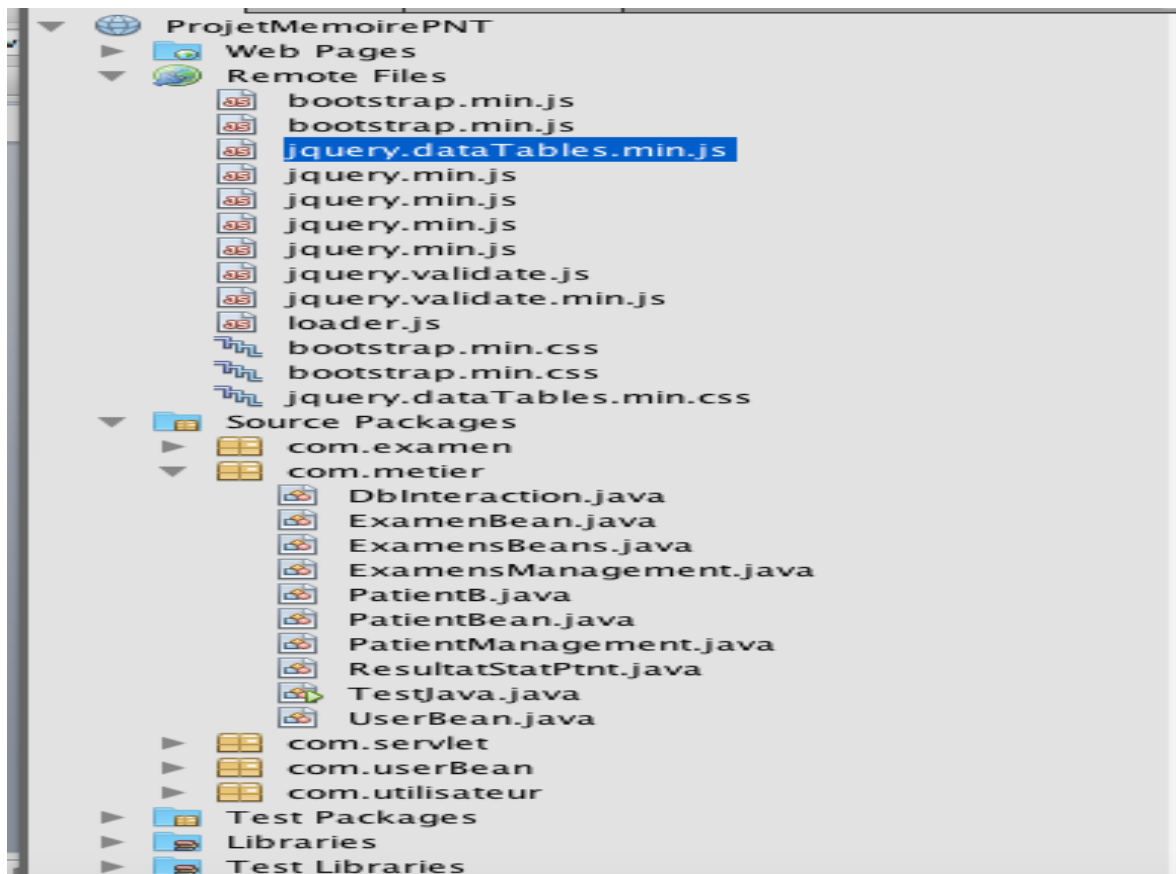 ProjetMemoirePNT
Web Pages
Remote Files
bootstrap.min.js
bootstrap.min.js
jquery.dataTables.min.js
jquery.min.js
jquery.min.js
jquery.min.js
jquery.min.js
jquery.validate.js
jquery.validate.min.js
loader.js
bootstrap.min.css
bootstrap.min.css
jquery.dataTables.min.css
Source Packages
com.examen
com.metier
DbInteraction.java
ExamenBean.java
ExamensBeans.java
ExamensManagement.java
PatientB.java
PatientBean.java
PatientManagement.java
ResultatStatPtnt.java
TestJava.java
UserBean.java
com.servlet
com.userBean
com.utilisateur
Test Packages
Libraries
Test Libraries